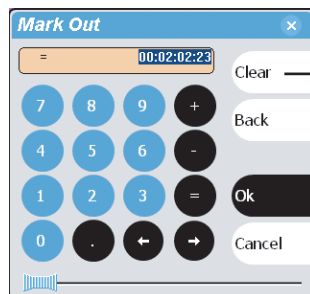 Mark Out ×
= 00:02:02:23
Clear
7 8 9 +
Back
4 5 6 -
1 2 3 = Ok
0 . ← → Cancel